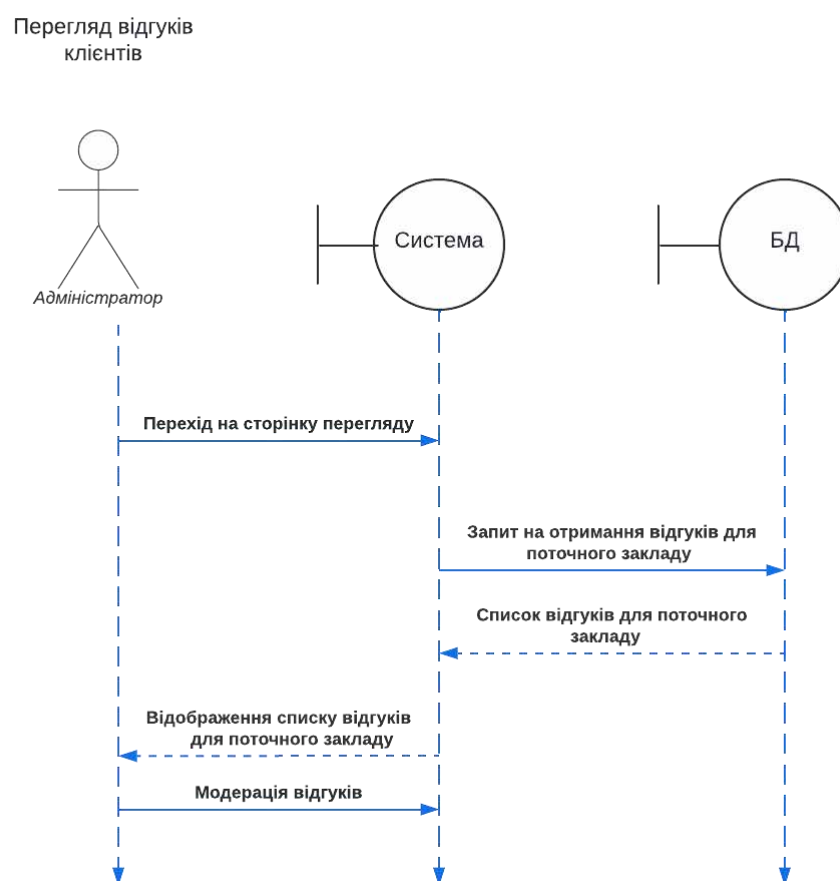 Перегляд відгуків
клієнтів
Система
БД
Адміністратор
Перехід на сторінку перегляду
Запит на отримання відгуків для
поточного закладу
Список відгуків для поточного
закладу
Відображення списку відгуків
для поточного закладу
Модерація відгуків